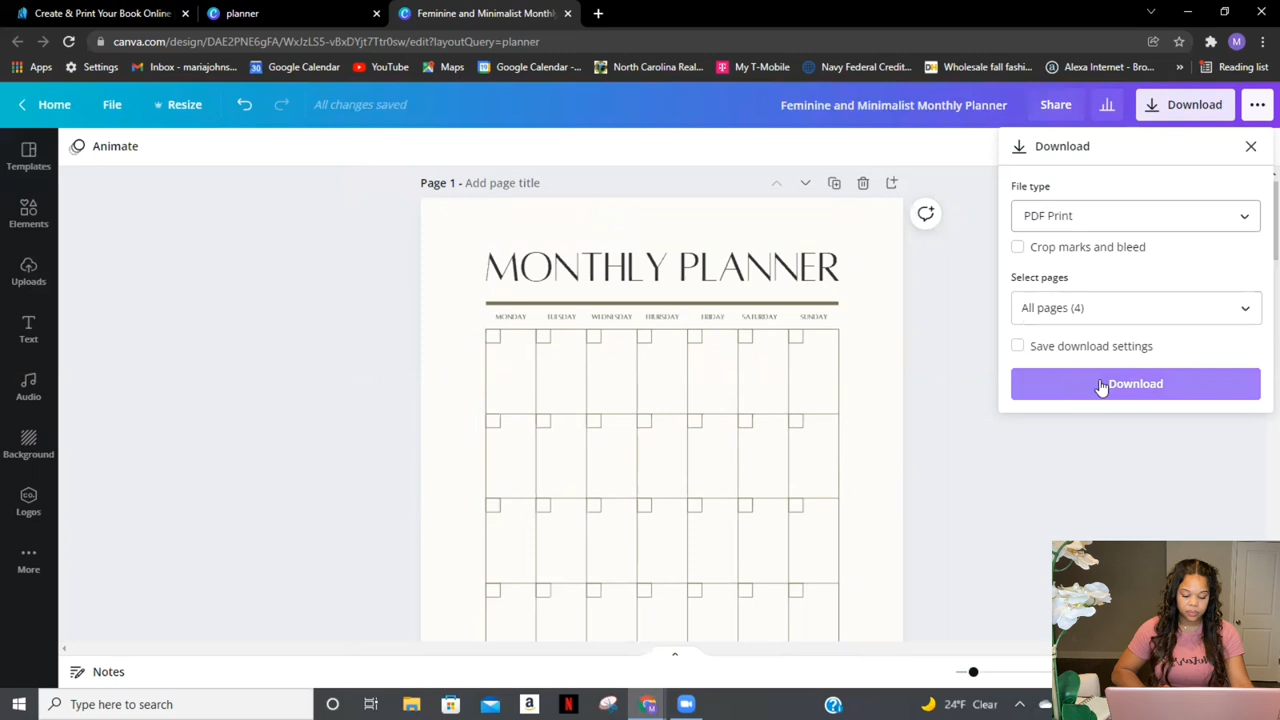 Create & Print Your Book Online
planner
Feminine and Minimalist Monthly
canva.com/design/DAE2PNE6gFA/WxJzLS5-vBxDYjt7Ttr0sw/edit?layoutQuery=planner
Apps
Settings
Inbox - mariajohns...
Google Calendar
YouTube
Maps
Google Calendar -...
North Carolina Real...
My T-Mobile
Navy Federal Credit...
Wholesale fall fashi...
Alexa Internet - Bro...
»
Reading list
Home
File
Resize
All changes saved
Feminine and Minimalist Monthly Planner
Share
Download
Animate
Templates
Elements
Uploads
Text
Audio
Background
CO.
Logos
More
Page 1 - Add page title
MONTHLY PLANNER
MONDAY TUESDAY WEDNESDAY THURSDAY FRIDAY SATURDAY SUNDAY
Download
File type
PDF Print
Crop marks and bleed
Select pages
All pages (4)
Save download settings
Download
Notes
Type here to search
24°F Clear